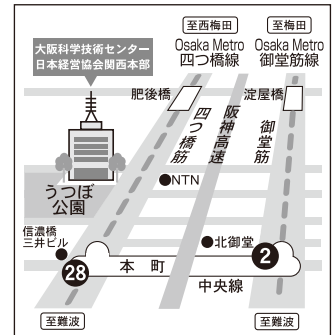 至西梅田
至梅田
Osaka Metro
四つ橋線
Osaka Metro
御堂筋線
大阪科学技術センター
日本経営協会関西本部
肥後橋
淀屋橋
四つ橋筋
阪神高速
御堂筋
うつぼ
公園
●NTN
信濃橋
三井ビル
●北御堂
2
28
本町
中央線
至難波
至難波